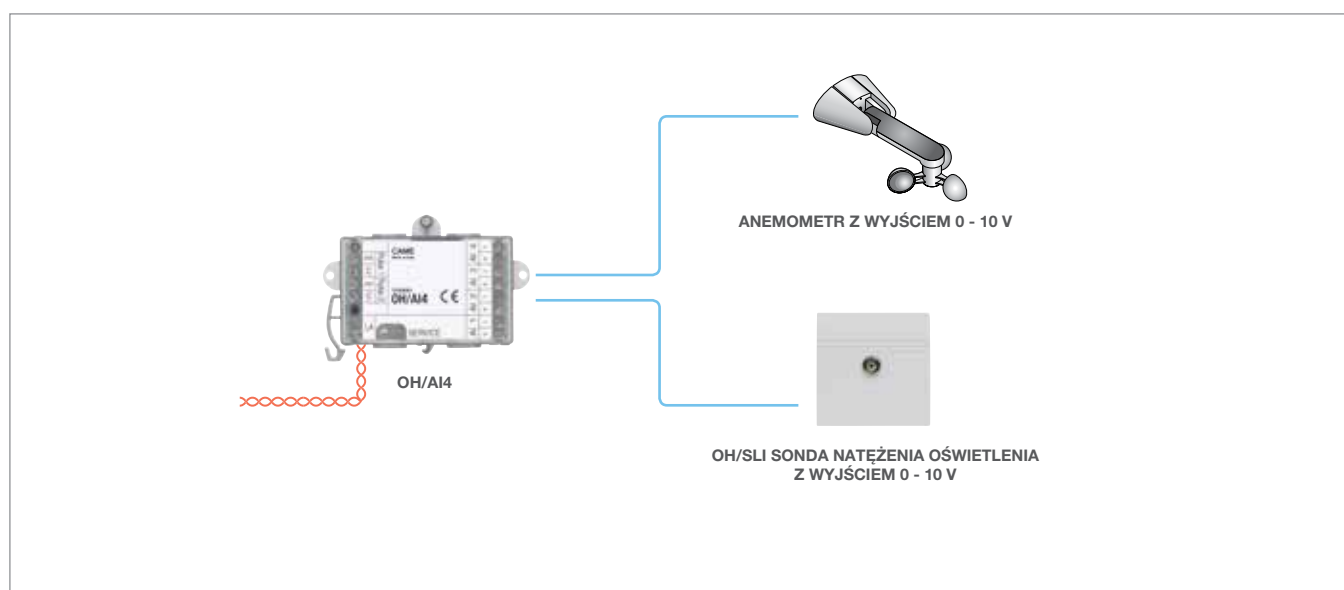 ANEMOMETR Z WYJŚCIEM 0 - 10 V
CAME
OH/AI4 CE
SERVICE
OH/AI4
OH/SLI SONDA NATĘŻENIA OŚWIETLENIA
Z WYJŚCIEM 0 - 10 V